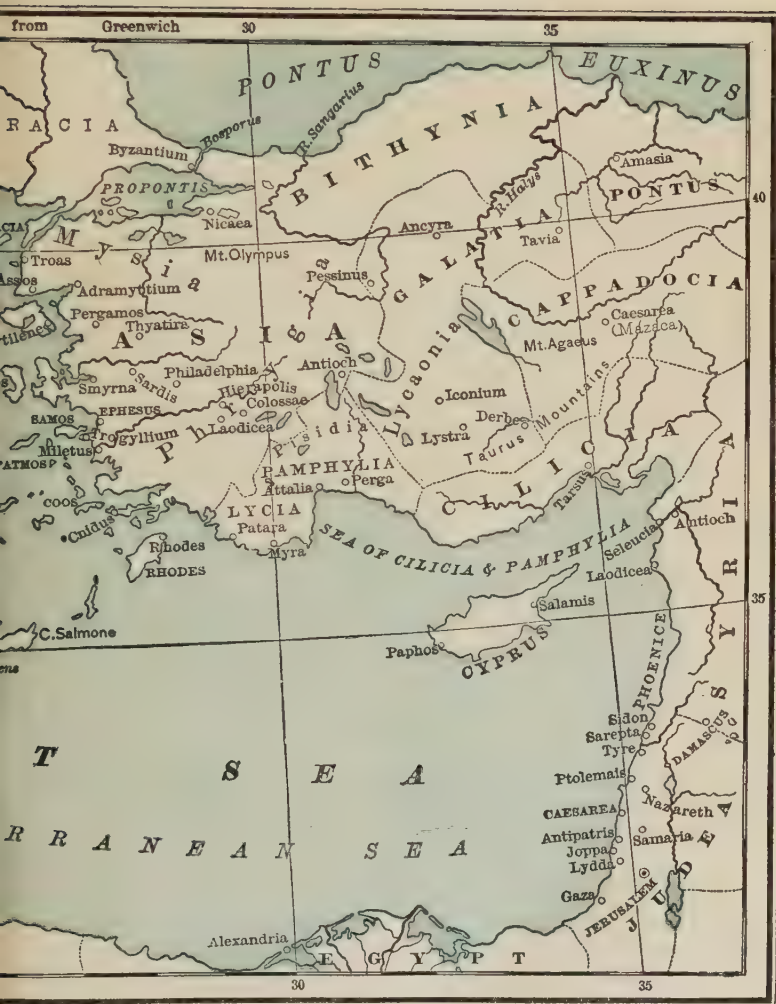 from Greenwich 30 35
PONTUS EUXINUS
RACIA
Bosporus
R. Sangarius
BITHYNIA
Byzantium
Amasia
PROPONTIS
R. Halys
PONTUS
40
Nicaea
Ancyra
Tavia
Mysia
Troas
Mt. Olympus
GALATIA
Assos
Pessinus
CAPPADOCIA
Adramyttium
Pergamos
Thyatira
Caesarea
(Mazaca)
ASIA
Mt. Agaeus
Philadelphia
Antioch
Lycaonia
Smyrna
Sardis
Hierapolis
Colossae
Iconium
SAMOS
EPHESUS
Laodicea
Derbe
Trogyllium
Phrygia
Pisidia
Lystra
Taurus Mountains
Miletus
PATMOS
PAMPHYLIA
CILICIA
Attalia
Perga
Tarsus
COOS
LYCIA
Cnidus
Patara
Antioch
Rhodes
Myra
SEA OF CILICIA & PAMPHYLIA
Seleucia
RHODES
Laodicea
SYRIA
Salamis
35
C. Salmone
Paphos
CYPRUS
PHOENICE
Sidon
Sarepta
Tyre
DAMASCUS
T SEA
Ptolemais
Nazareth
CAESAREA
RRANEAN SEA
Antipatris
Samaria
Joppa
Lydda
JUDEA
Gaza
JERUSALEM
Alexandria
EGYPT
30 35